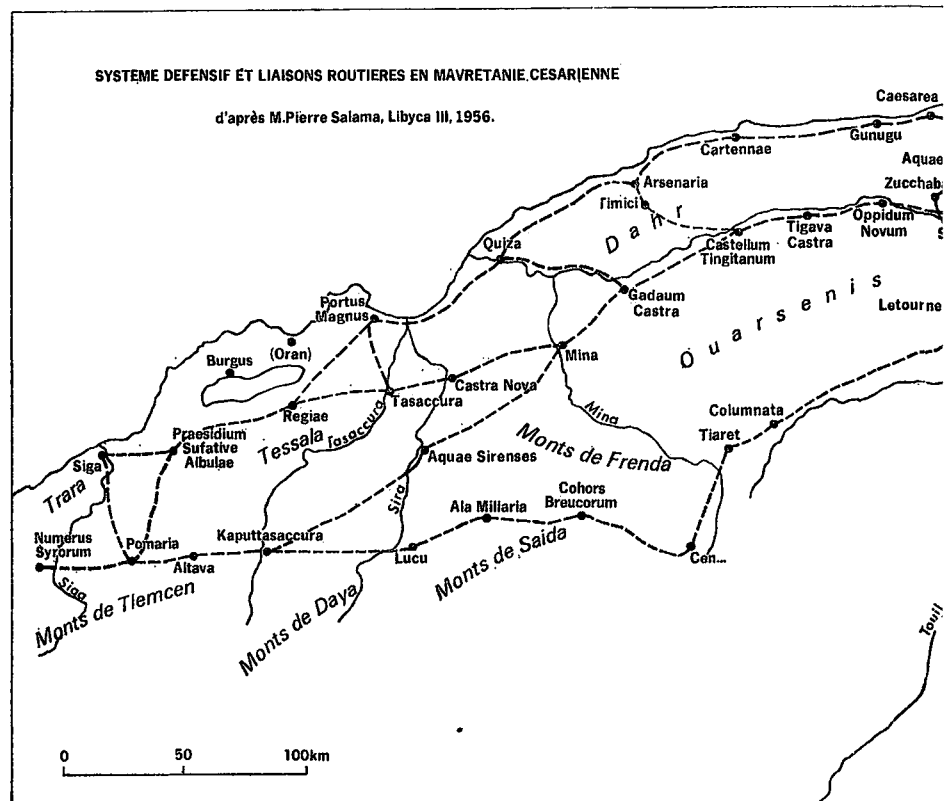 SYSTEME DEFENSIF ET LIAISONS ROUTIERES EN MAVRETANIE CESARIENNE
d'après M.Pierre Salama, Libyca III, 1956.
Caesarea
Gunugu
Cartennae
Aquae
Zucchaba
Arsenaria
Timici
Dahr
Oppidum
Novum
Tigava
Castra
Castellum
Tingitanum
S
Quiza
Gadaum
Castra
Ouarsenis
Letourne
Portus
Magnus
(Oran)
Burgus
Mina
Castra Nova
Tasaccura
Regiae
Tasaccura
Tessala
Mina
Columnata
Tiaret
Monts de Frenda
Praesidium
Sufative
Albulae
Siga
Trara
Aquae Sirenses
Sira
Ala Miliaria
Cohors
Breucorum
Kaputtasaccura
Numerus
Syrorum
Pomaria
Altava
Lucu
Cen...
Siga
Monts de Tlemcen
Monts de Daya
Monts de Saida
Touil
0 50 100km